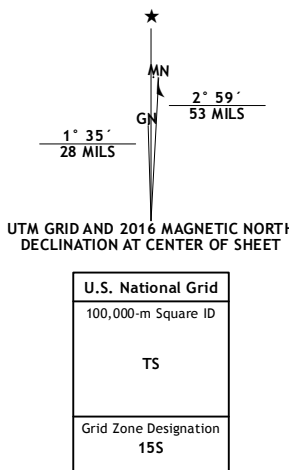 MN
GN
2° 59´
53 MILS
1° 35´
28 MILS
UTM GRID AND 2016 MAGNETIC NORTH
DECLINATION AT CENTER OF SHEET
U.S. National Grid
100,000-m Square ID
TS
Grid Zone Designation
15S